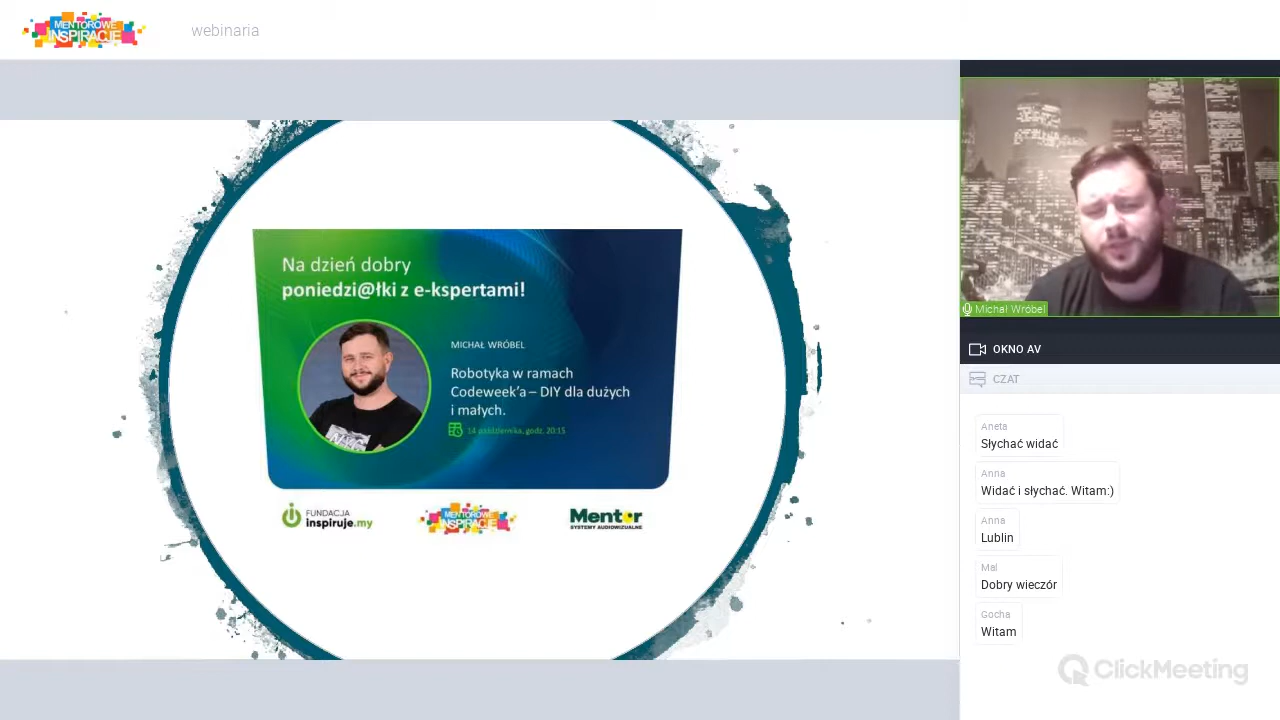 MENTOROWE
INSPIRACJE
webinaria
Na dzień dobry
poniedzi@łki z e-kspertami!
MICHAŁ WRÓBEL
Robotyka w ramach
Codeweek'a – DIY dla dużych
i małych.
14 października, godz. 20:15
FUNDACJA
inspiruje.my
MENTOROWE
INSPIRACJE
Mentor
SYSTEMY AUDIOWIZUALNE
Michał Wróbel
OKNO AV
CZAT
Aneta
Słychać widać
Anna
Widać i słychać. Witam:)
Anna
Lublin
Mal
Dobry wieczór
Gocha
Witam
ClickMeeting